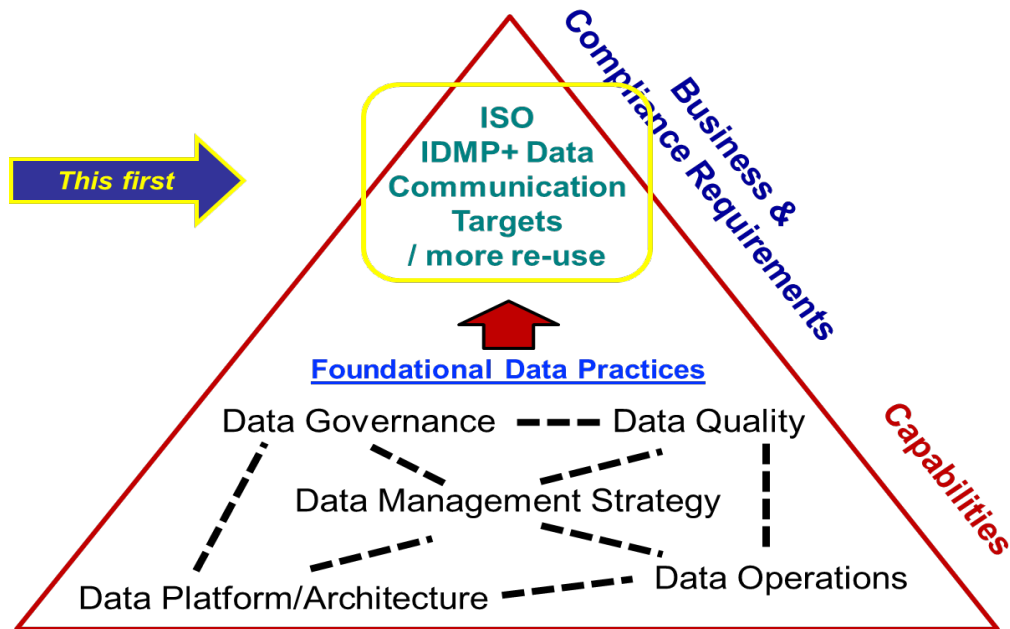 Business &
Compliance Requirements
ISO
IDMP+ Data
Communication
Targets
/ more re-use
This first
Foundational Data Practices
Data Governance
Data Quality
Data Management Strategy
Capabilities
Data Platform/Architecture
Data Operations